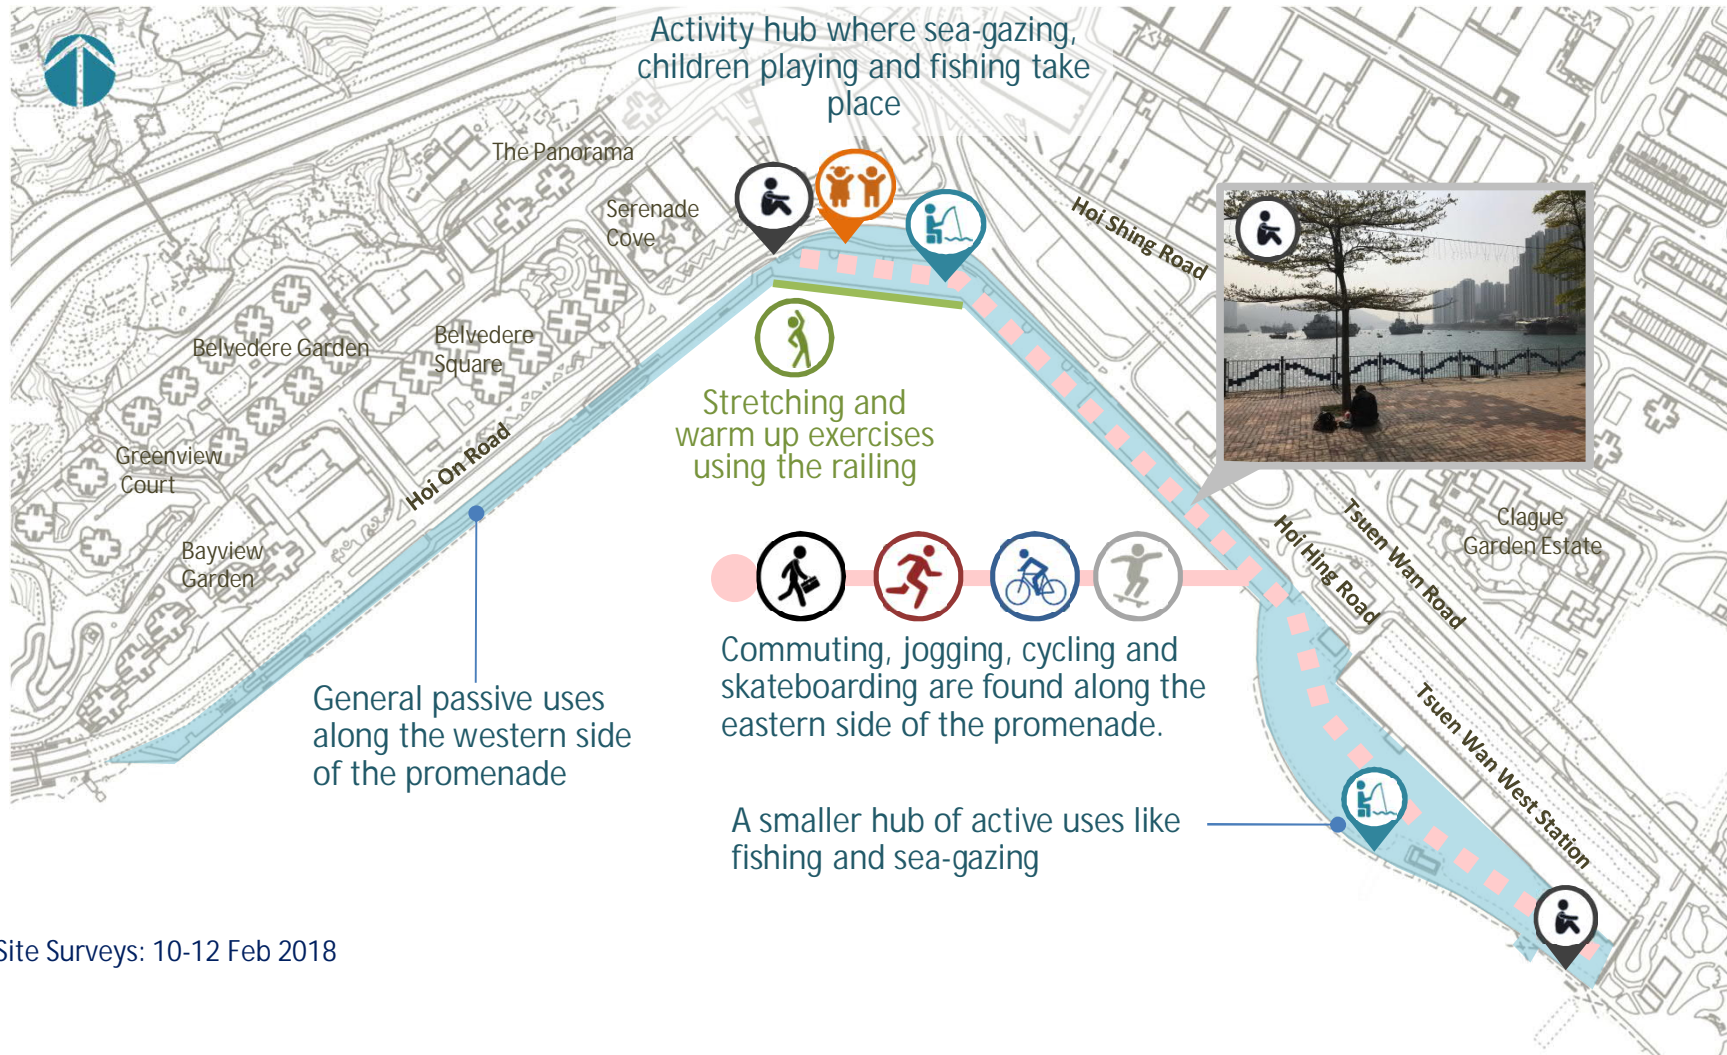 Activity hub where sea-gazing,
children playing and fishing take
place
The Panorama
Serenade
Cove
Hoi Shing Road
Belvedere Garden
Belvedere
Square
Stretching and
warm up exercises
using the railing
Greenview
Court
Hoi On Road
Bayview
Garden
Tsuen Wan Road
Clague
Garden Estate
Hoi Hing Road
Commuting, jogging, cycling and
skateboarding are found along the
eastern side of the promenade.
General passive uses
along the western side
of the promenade
Tsuen Wan West Station
A smaller hub of active uses like
fishing and sea-gazing
Site Surveys: 10-12 Feb 2018